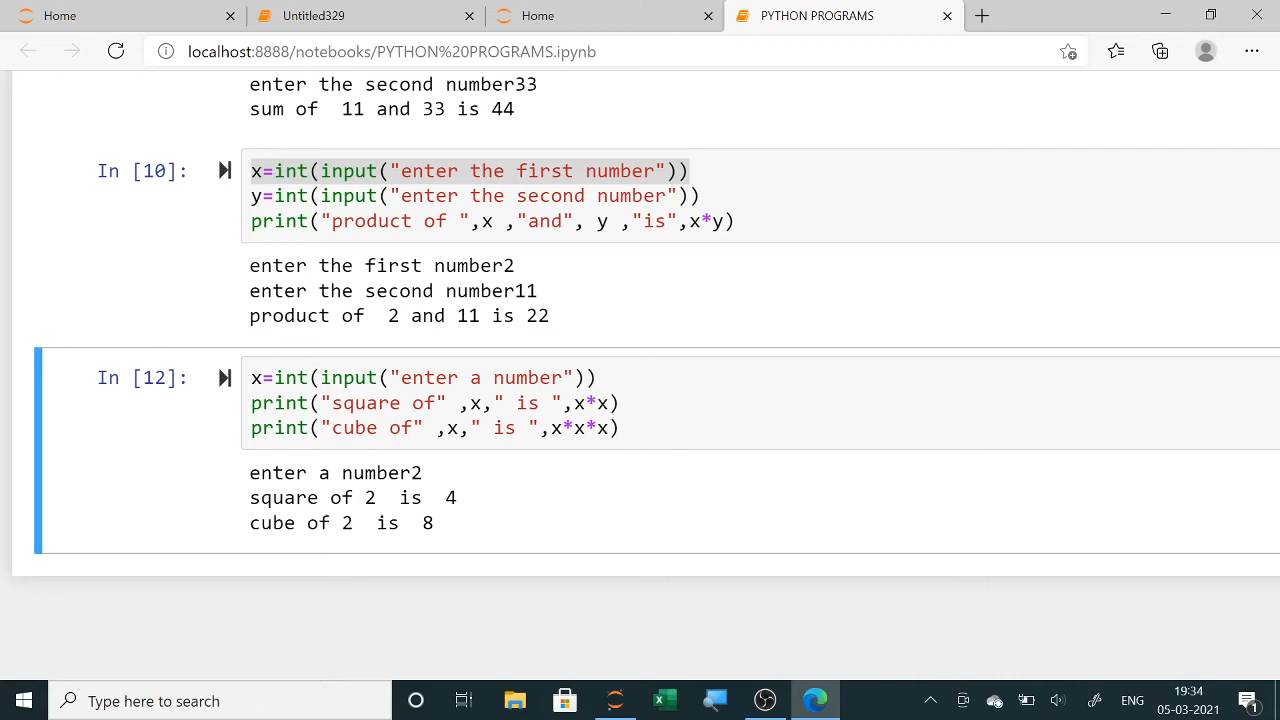 Home
Untitled329
Home
PYTHON PROGRAMS
localhost:8888/notebooks/PYTHON%20PROGRAMS.ipynb
enter the second number33
sum of  11 and 33 is 44
In [10]:
x=int(input("enter the first number"))
y=int(input("enter the second number"))
print("product of ",x ,"and", y ,"is",x*y)
enter the first number2
enter the second number11
product of  2 and 11 is 22
In [12]:
x=int(input("enter a number"))
print("square of" ,x," is ",x*x)
print("cube of" ,x," is ",x*x*x)
enter a number2
square of 2  is  4
cube of 2  is  8
Type here to search
ENG
19:34
05-03-2021
1